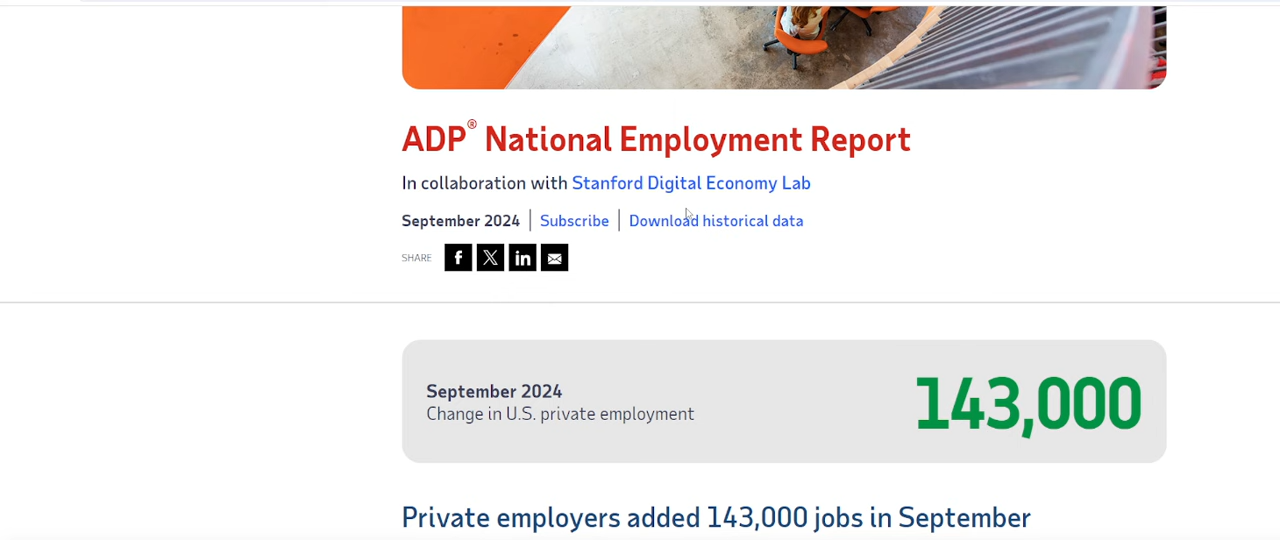 ADP® National Employment Report
In collaboration with Stanford Digital Economy Lab
September 2024 | Subscribe | Download historical data
SHARE
September 2024
Change in U.S. private employment
143,000
Private employers added 143,000 jobs in September